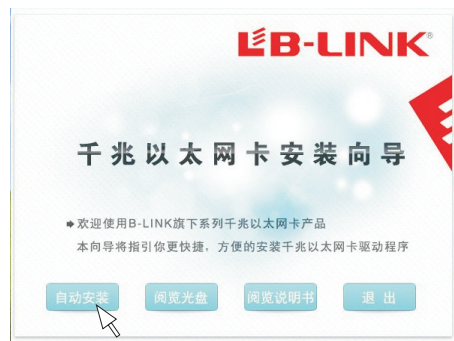 LB-LINK®
千兆以太网卡安装向导
欢迎使用B-LINK旗下系列千兆以太网卡产品
本向导将指引你更快捷，方便的安装千兆以太网卡驱动程序
自动安装 阅览光盘 阅览说明书 退 出